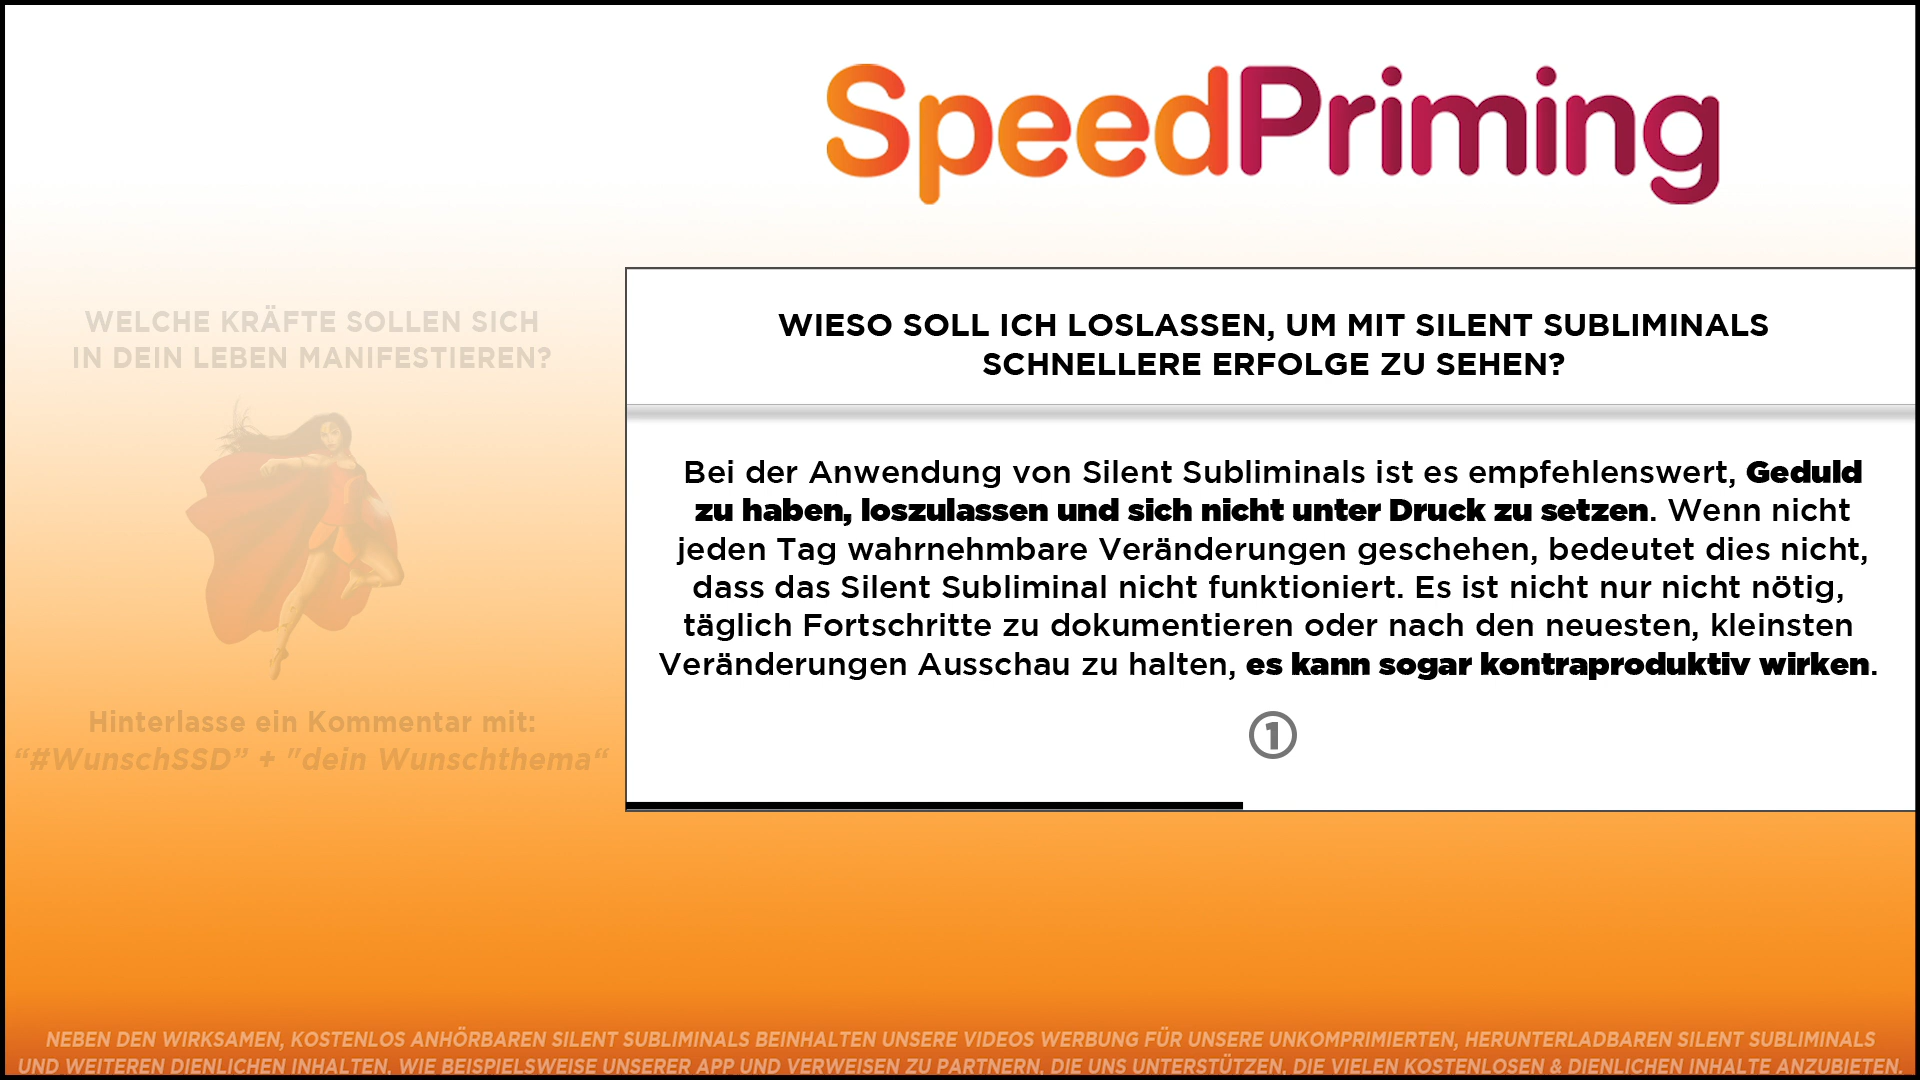 SpeedPriming
WELCHE KRÄFTE SOLLEN SICH
IN DEIN LEBEN MANIFESTIEREN?
Hinterlasse ein Kommentar mit:
“#WunschSSD” + "dein Wunschthema“
WIESO SOLL ICH LOSLASSEN, UM MIT SILENT SUBLIMINALS
SCHNELLERE ERFOLGE ZU SEHEN?
Bei der Anwendung von Silent Subliminals ist es empfehlenswert, Geduld
zu haben, loszulassen und sich nicht unter Druck zu setzen. Wenn nicht
jeden Tag wahrnehmbare Veränderungen geschehen, bedeutet dies nicht,
dass das Silent Subliminal nicht funktioniert. Es ist nicht nur nicht nötig,
täglich Fortschritte zu dokumentieren oder nach den neuesten, kleinsten
Veränderungen Ausschau zu halten, es kann sogar kontraproduktiv wirken.
①
NEBEN DEN WIRKSAMEN, KOSTENLOS ANHÖRBAREN SILENT SUBLIMINALS BEINHALTEN UNSERE VIDEOS WERBUNG FÜR UNSERE UNKOMPRIMIERTEN, HERUNTERLADBAREN SILENT SUBLIMINALS
UND WEITEREN DIENLICHEN INHALTEN, WIE BEISPIELSWEISE UNSERER APP UND VERWEISEN ZU PARTNERN, DIE UNS UNTERSTÜTZEN, DIE VIELEN KOSTENLOSEN & DIENLICHEN INHALTE ANZUBIETEN.